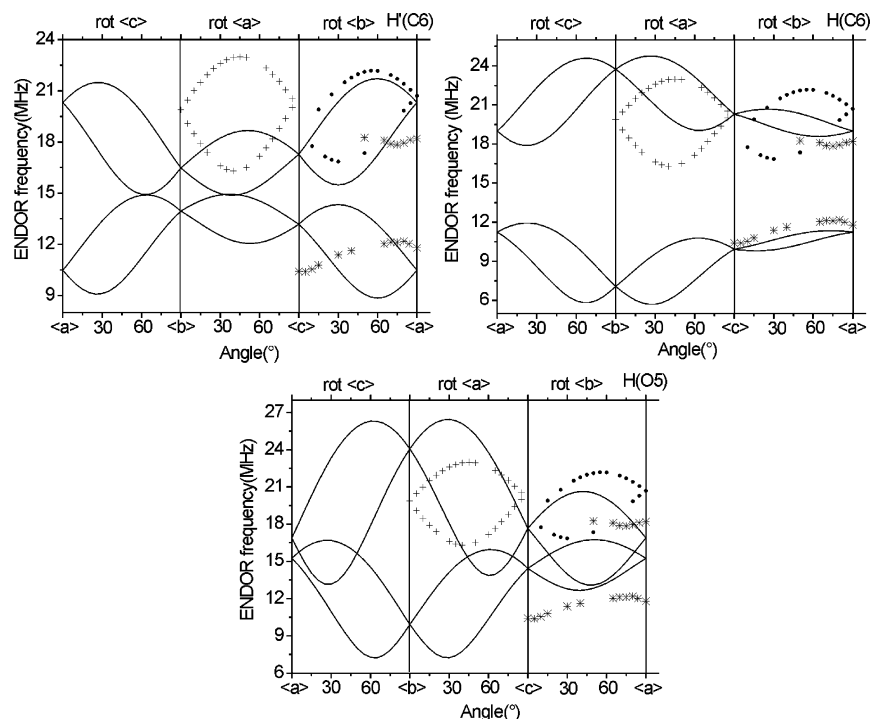 rot <c> rot <a> rot <b> H'(C6)
ENDOR frequency(MHz)
24
21
18
15
12
9
<a> 30 60 <b> 30 60 <c> 30 60 <a>
Angle(°)
rot <c> rot <a> rot <b> H(C6)
ENDOR frequency (MHz)
27
24
21
18
15
12
9
6
<a> 30 60 <b> 30 60 <c> 30 60 <a>
Angle(°)
rot <c> rot <a> rot <b> H(O5)
ENDOR frequency(MHz)
27
24
21
18
15
12
9
6
<a> 30 60 <b> 30 60 <c> 30 60 <a>
Angle(°)